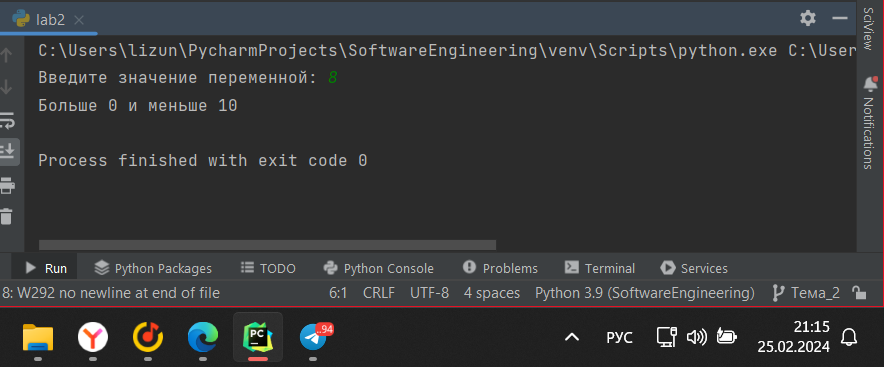 lab2
SciView
C:\Users\lizun\PycharmProjects\SoftwareEngineering\venv\Scripts\python.exe C:\User
Введите значение переменной: 8
Больше 0 и меньше 10
Notifications
Process finished with exit code 0
Run Python Packages TODO Python Console Problems Terminal Services
8: W292 no newline at end of file 6:1 CRLF UTF-8 4 spaces Python 3.9 (SoftwareEngineering) Тема_2
PC ..94 РУС 21:15
25.02.2024